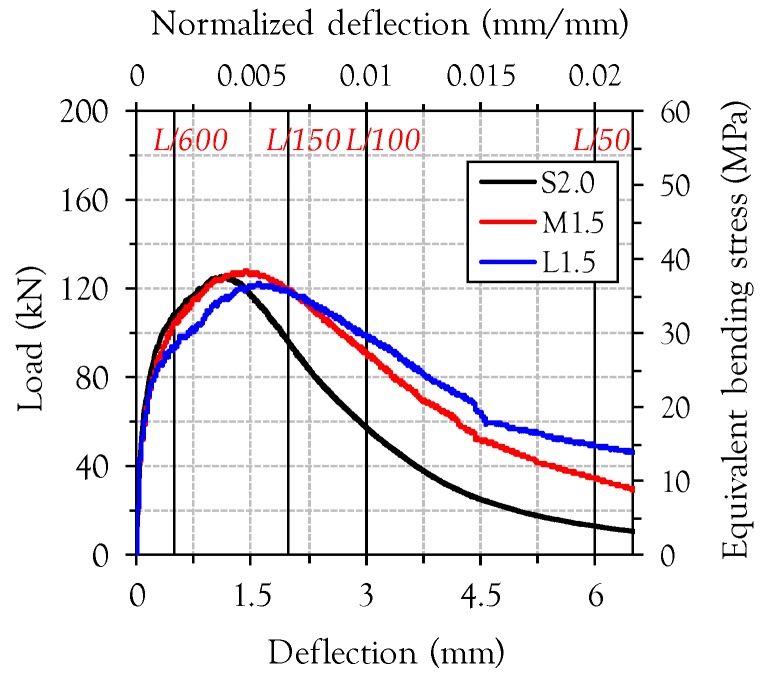 Normalized deflection (mm/mm)
0 0.005 0.01 0.015 0.02
200 60
L/600 L/150 L/100 L/50
160 50
S2.0
M1.5
L1.5
120 40
80 30
40 20
10
0 0
Load (kN)
Equivalent bending stress (MPa)
0 1.5 3 4.5 6
Deflection (mm)